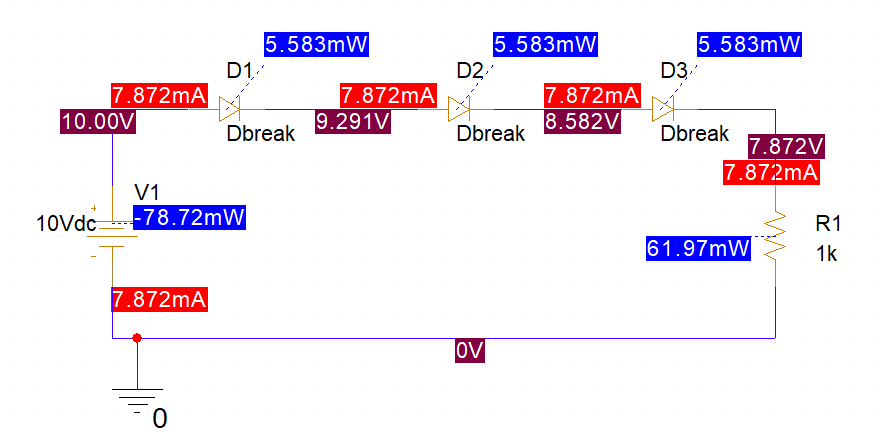 5.583mW
5.583mW
5.583mW
D1
D2
D3
7.872mA
7.872mA
7.872mA
10.00V
9.291V
8.582V
Dbreak
Dbreak
Dbreak
7.872V
7.872mA
V1
+
10Vdc
-78.72mW
R1
61.97mW
1k
-
7.872mA
0V
0